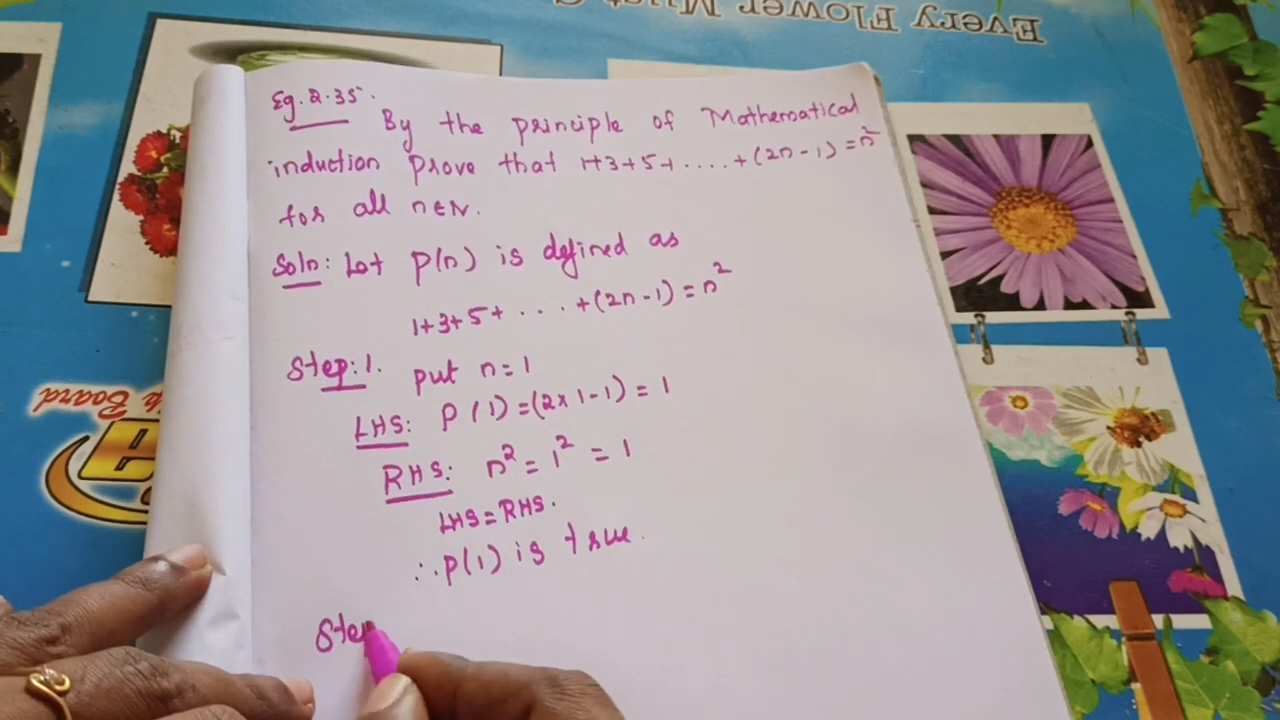 Every Flower Must G
Eg. 2.35.
By the principle of Mathematical
induction prove that 1+3+5+.....+(2n-1)=n²
for all n∈N.
Soln: Let p(n) is defined as
1+3+5+....+(2n-1)=n²
Step:1. put n=1
LHS: P(1)=(2×1-1)=1
RHS: n²=1²=1
LHS=RHS.
∴p(1) is true.
Step
Board